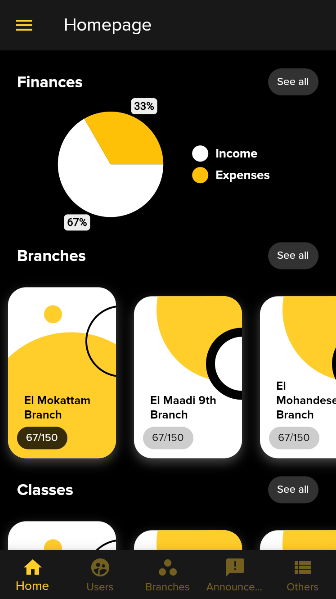 Homepage
Finances
See all
33%
Income
Expenses
67%
Branches
See all
El Mokattam
Branch
67/150
El Maadi 9th
Branch
67/150
El
Mohandese
Branch
67/150
Classes
See all
Home
Users
Branches
Announce...
Others